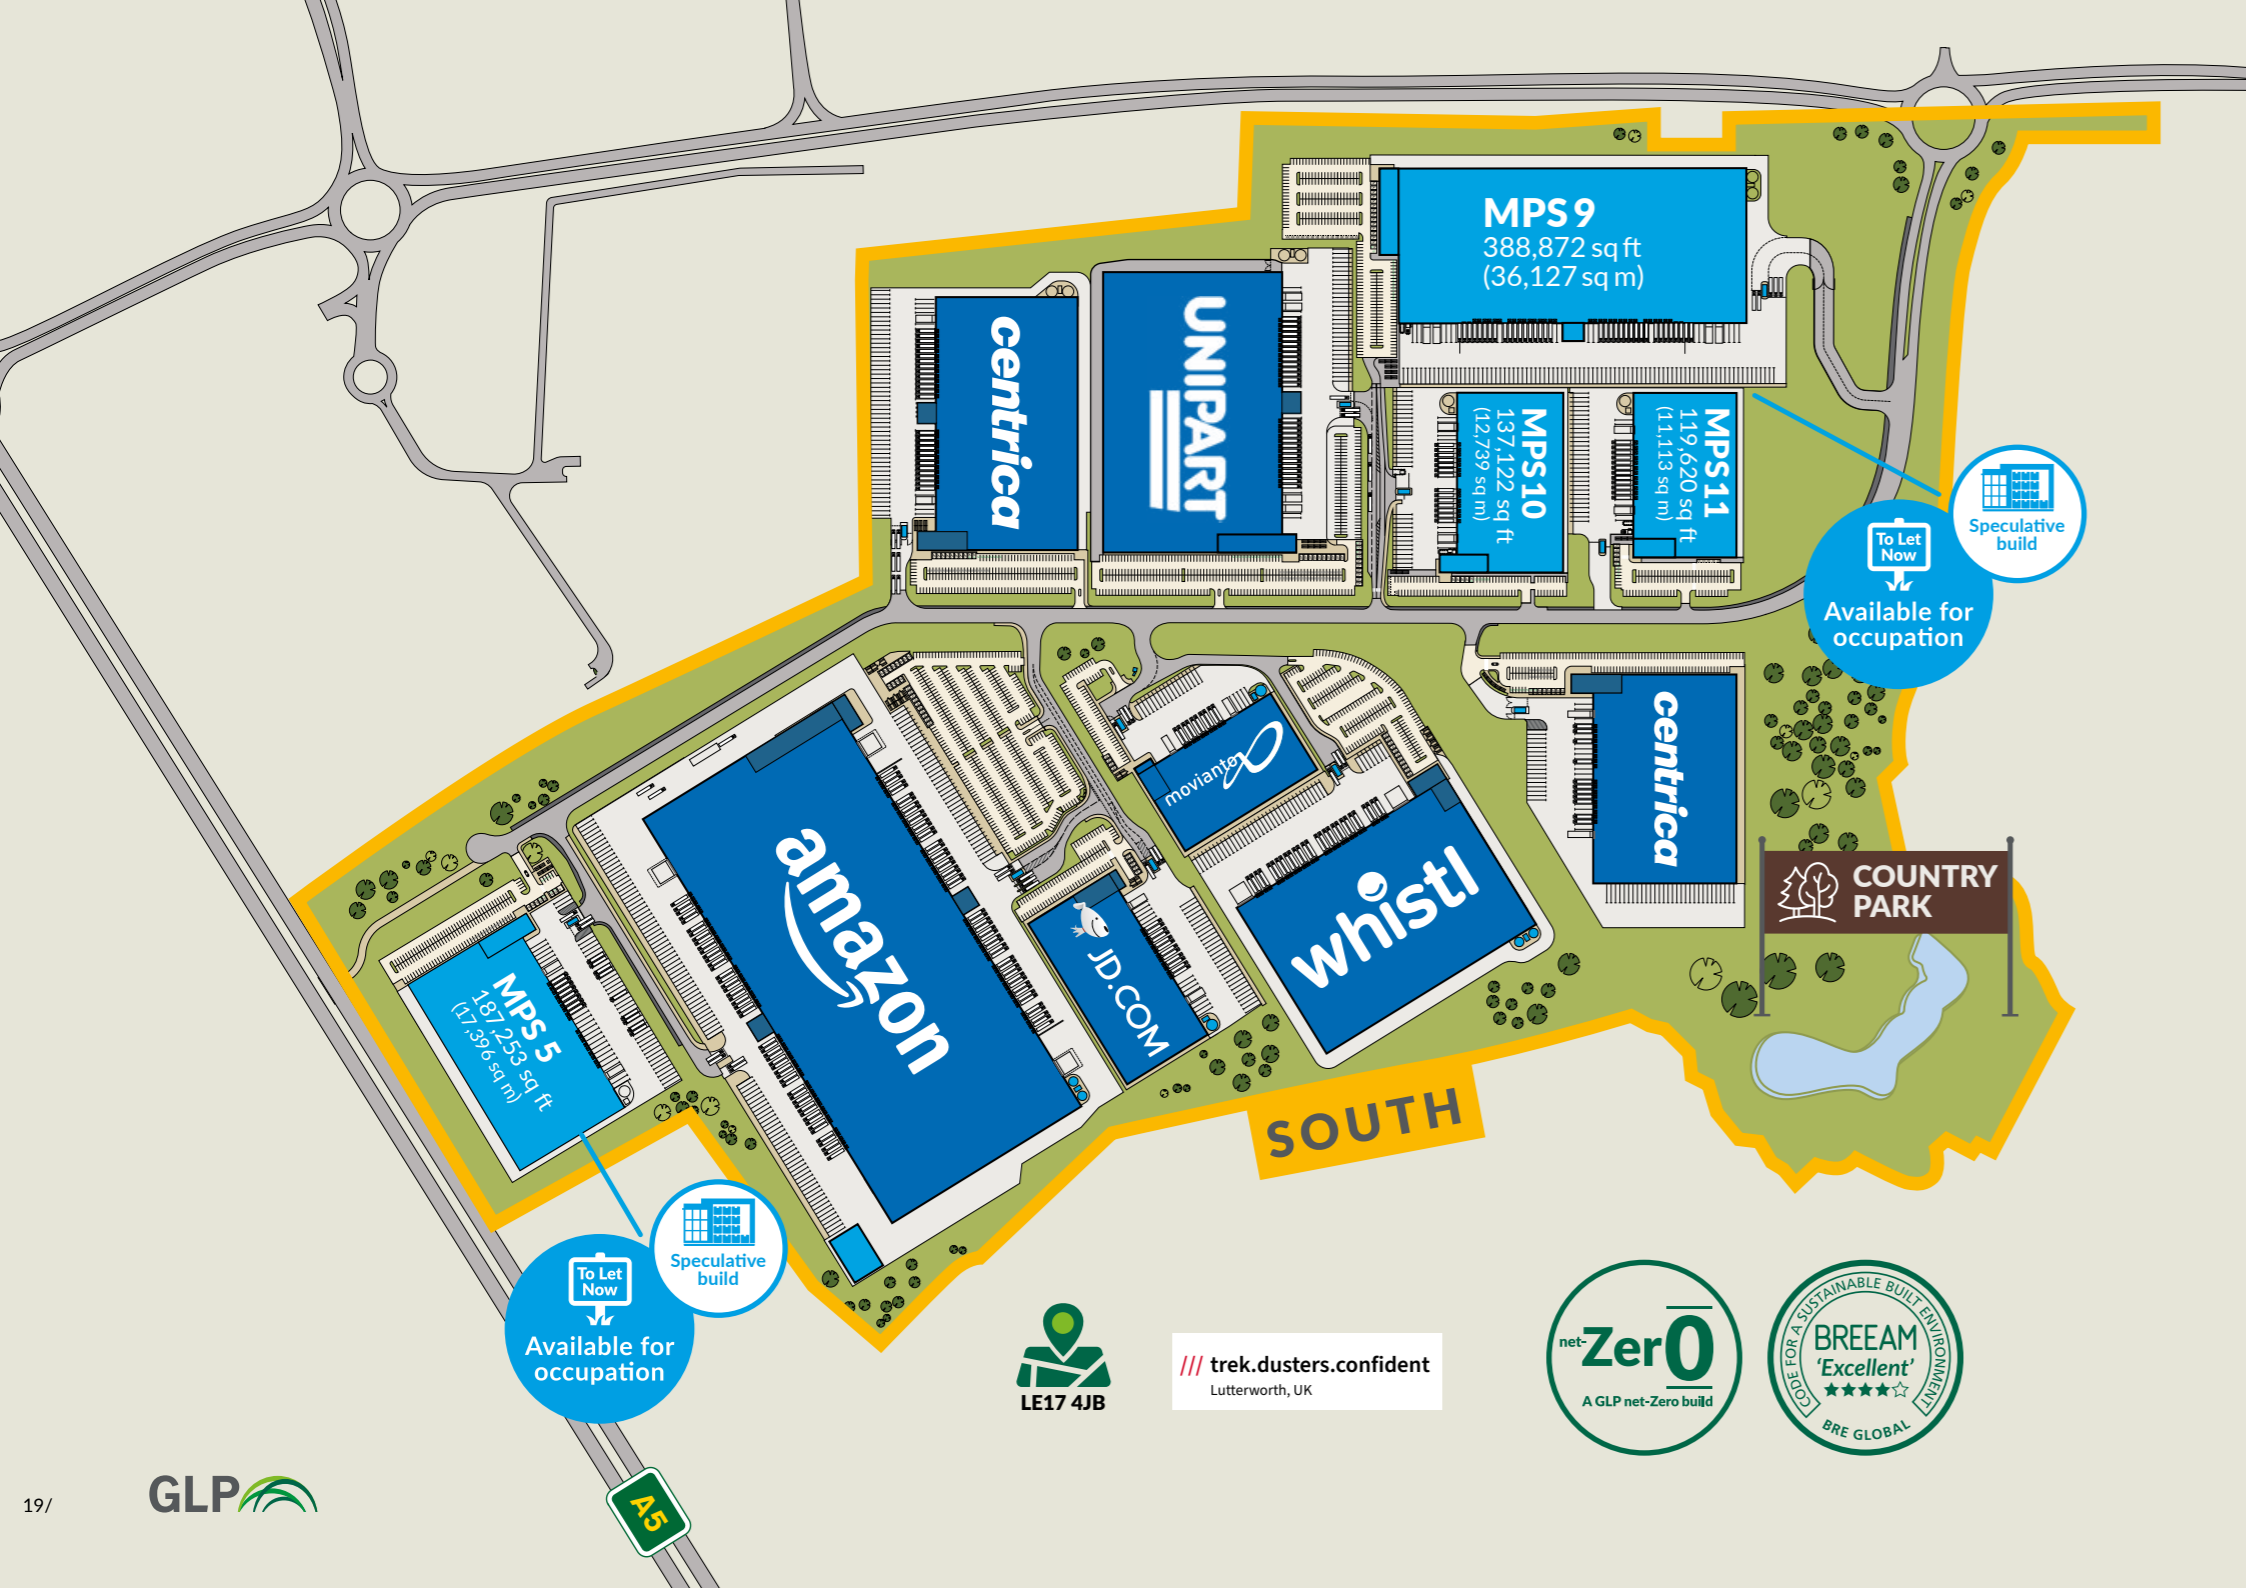 MPS 9
388,872 sq ft
(36,127 sq m)
centrica
UNIPART
MPS 10
137,122 sq ft
(12,739 sq m)
MPS 11
119,620 sq ft
(11,113 sq m)
Speculative
build
To Let
Now
Available for
occupation
movianto
centrica
amazon
whistl
JD.COM
COUNTRY
PARK
MPS 5
187,253 sq ft
(17,396 sq m)
SOUTH
Speculative
build
To Let
Now
Available for
occupation
LE17 4JB
/// trek.dusters.confident
Lutterworth, UK
net-Zer0
A GLP net-Zero build
CODE FOR A SUSTAINABLE BUILT ENVIRONMENT
BREEAM
'Excellent'
BRE GLOBAL
A5
GLP
19/